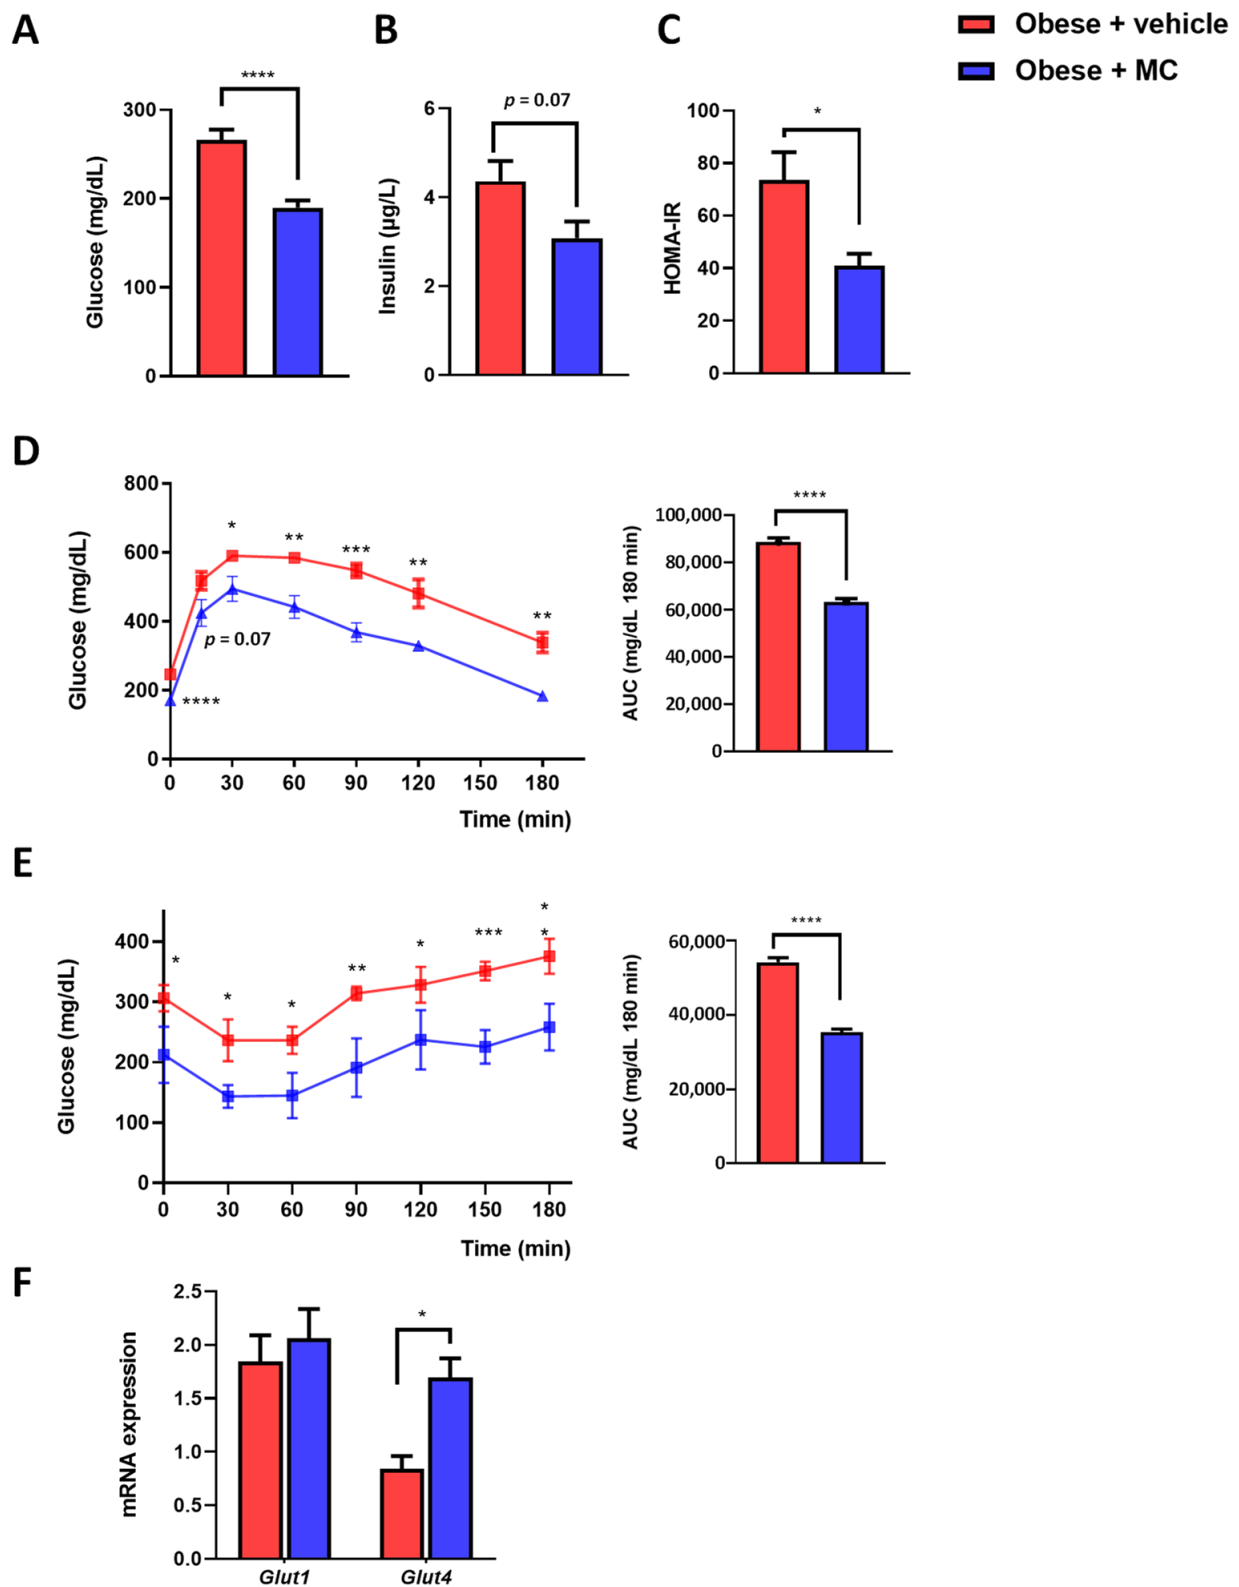 A
B
C
Obese + vehicle
Obese + MC
****
p = 0.07
*
300
200
100
0
Glucose (mg/dL)
6
4
2
0
Insulin (µg/L)
100
80
60
40
20
0
HOMA-IR
D
800
600
400
200
0
Glucose (mg/dL)
*
**
***
**
**
p = 0.07
****
0 30 60 90 120 150 180
Time (min)
****
100,000
80,000
60,000
40,000
20,000
0
AUC (mg/dL 180 min)
E
400
300
200
100
0
Glucose (mg/dL)
*
*
*
**
*
***
*
*
0 30 60 90 120 150 180
Time (min)
****
60,000
40,000
20,000
0
AUC (mg/dL 180 min)
F
2.5
2.0
1.5
1.0
0.5
0.0
mRNA expression
*
Glut1 Glut4